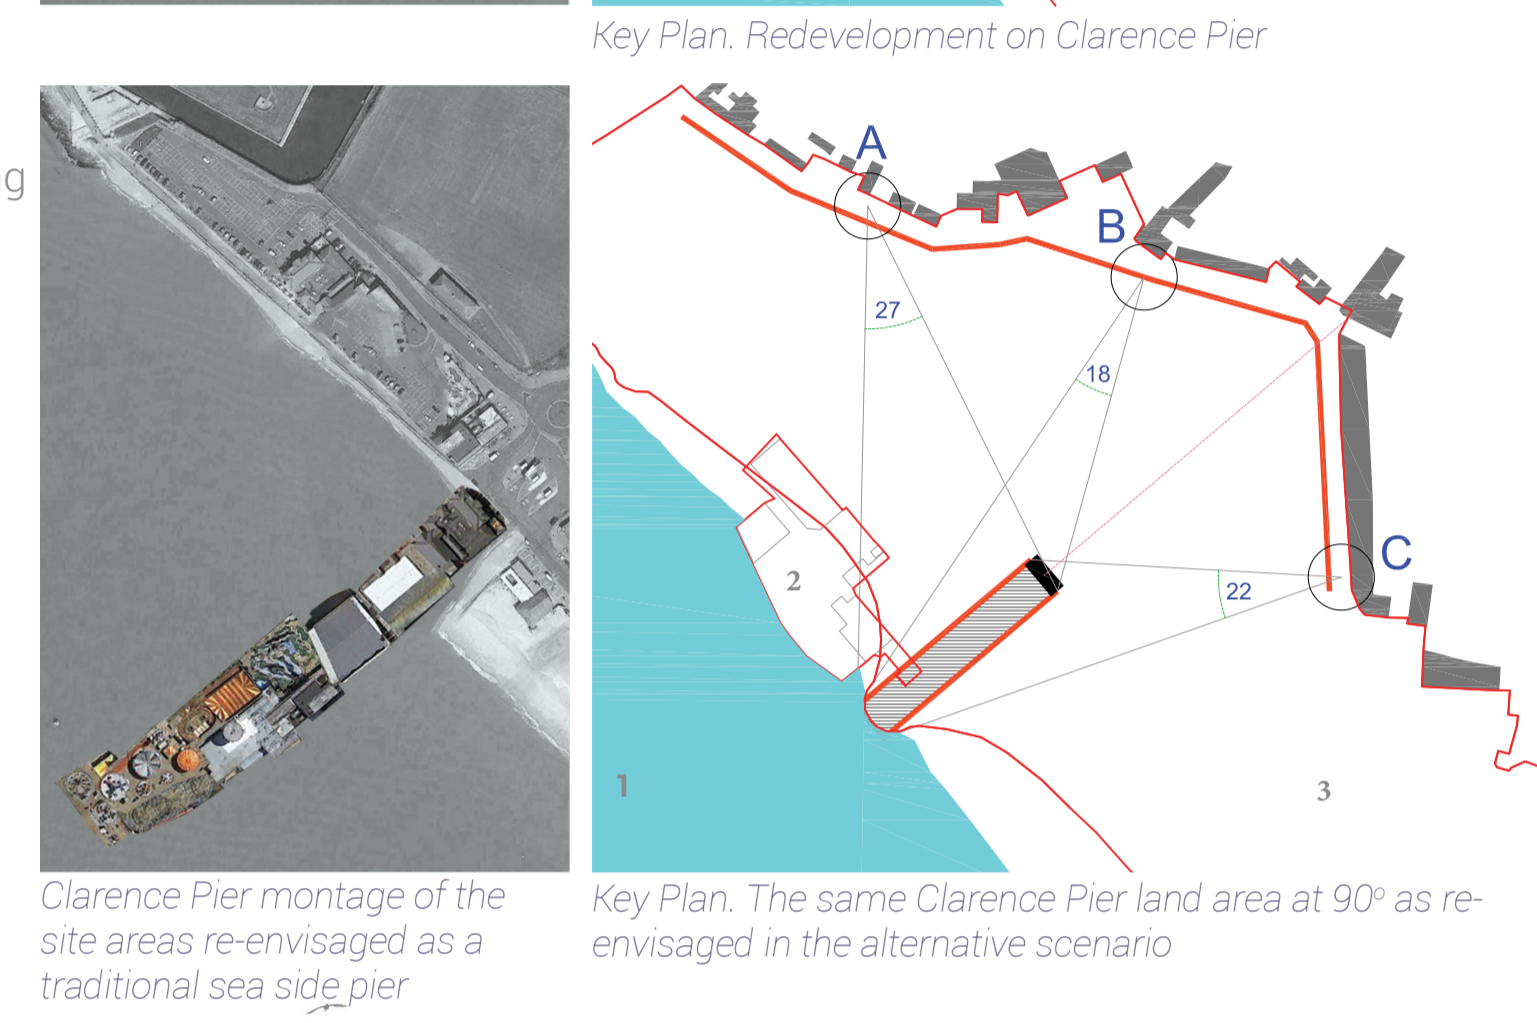 Key Plan. Redevelopment on Clarence Pier
ng
A
B
27
18
C
22
2
1
3
Clarence Pier montage of the
site areas re-envisaged as a
traditional sea side pier
Key Plan. The same Clarence Pier land area at 90º as re-
envisaged in the alternative scenario